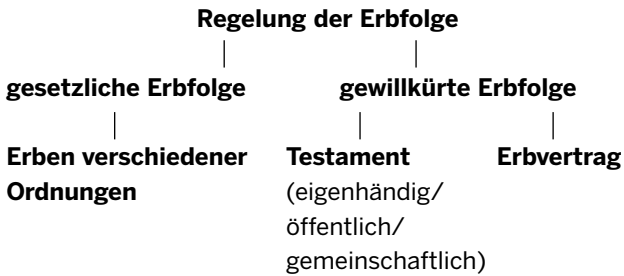 Regelung der Erbfolge
gesetzliche Erbfolge
gewillkürte Erbfolge
Erben verschiedener
Ordnungen
Testament
(eigenhändig/
öffentlich/
gemeinschaftlich)
Erbvertrag